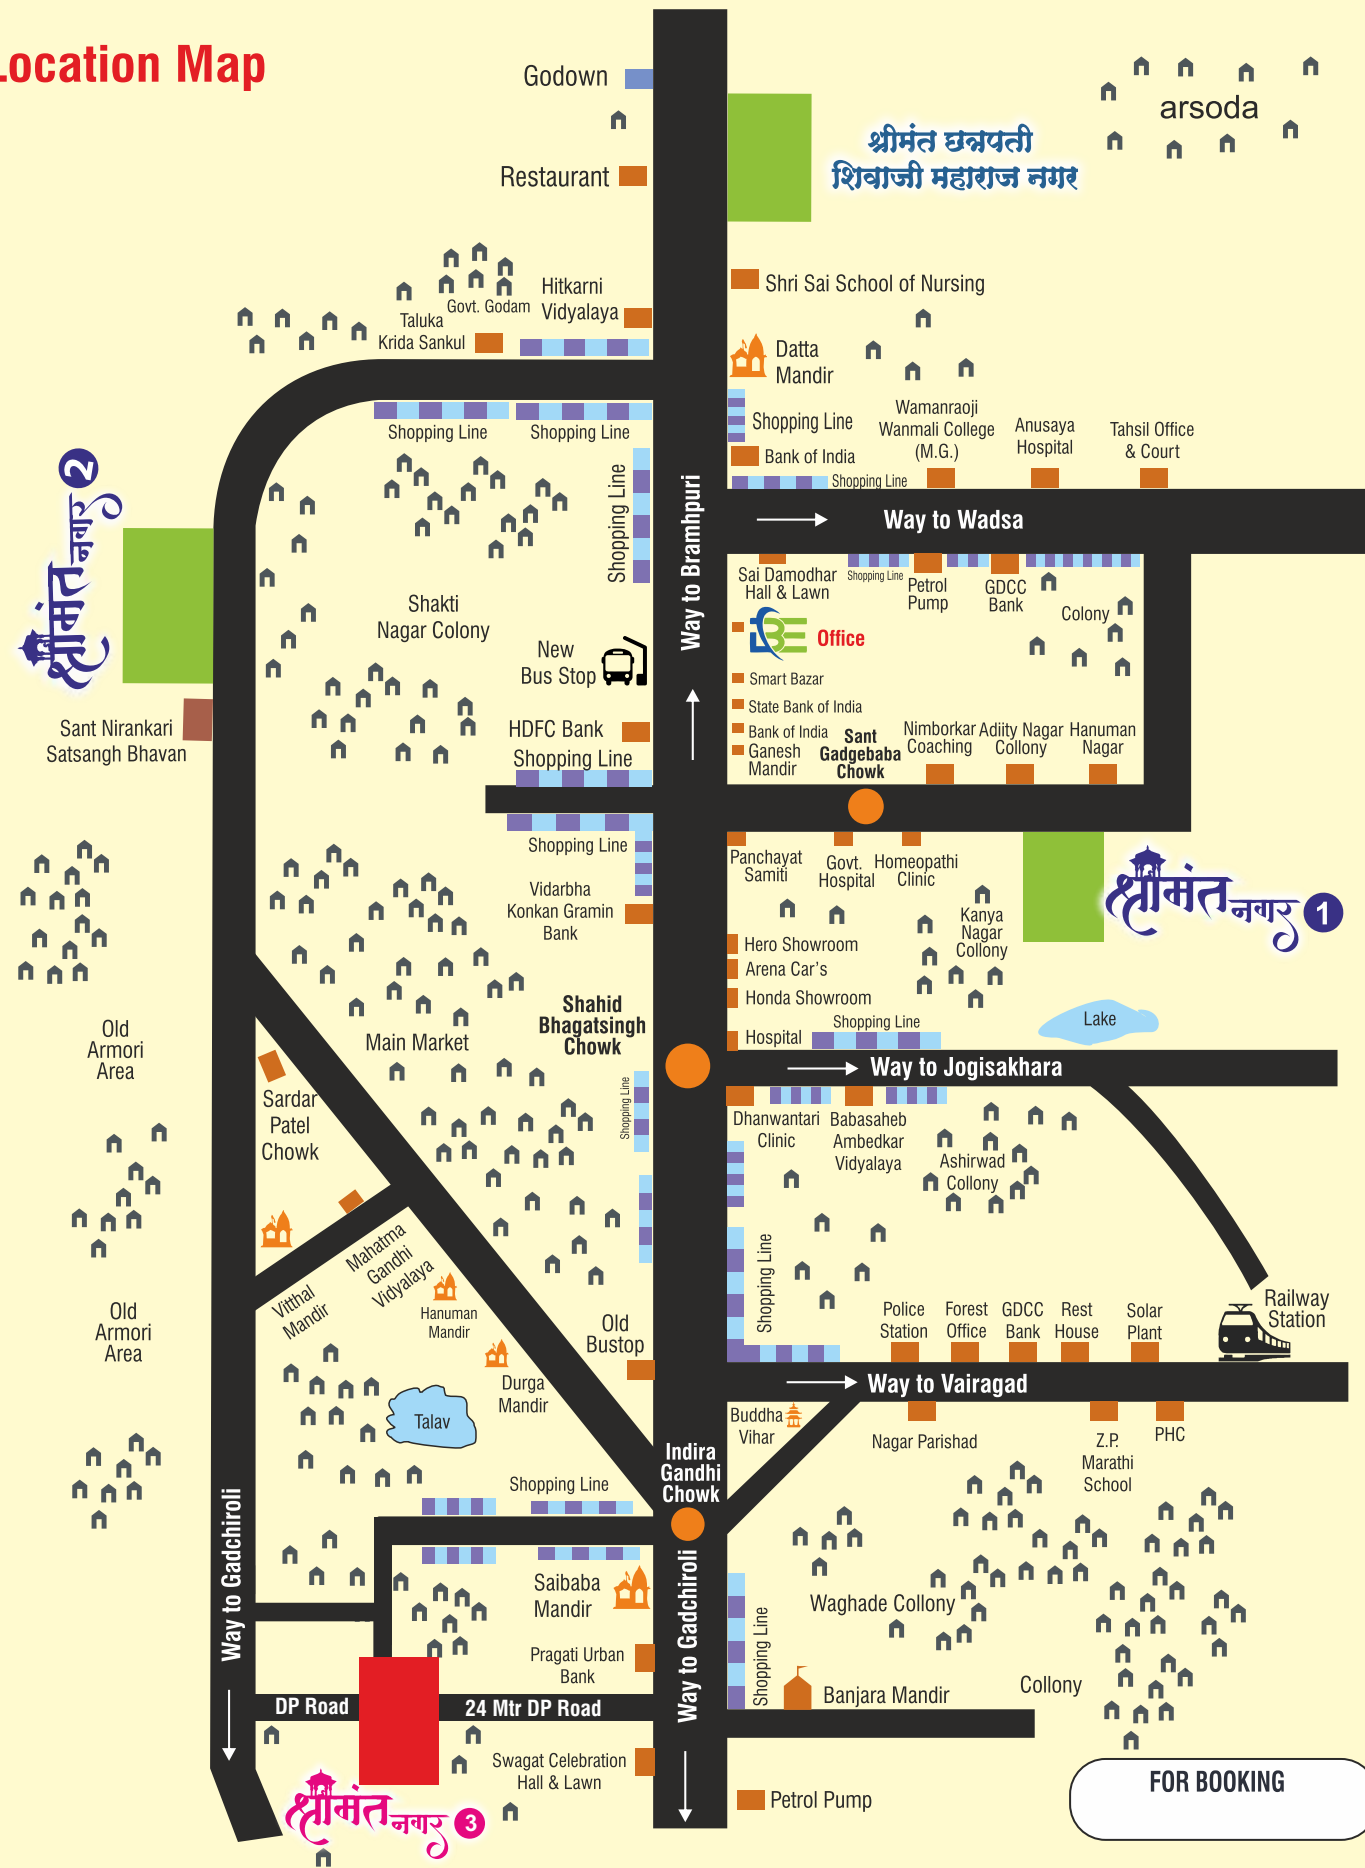 Location Map
Godown
Restaurant
श्रीमंत छत्रपती
शिवाजी महाराज नगर
arsoda
Hitkarni
Vidyalaya
Govt. Godam
Taluka
Krida Sankul
Shri Sai School of Nursing
Datta
Mandir
Shopping Line
Bank of India
Shopping Line
Wamanraoji
Wanmali College
(M.G.)
Anusaya
Hospital
Tahsil Office
& Court
Shopping Line
Shopping Line
Shopping Line
Way to Bramhpuri
Way to Wadsa
श्रीमंत नगर 2
Sai Damodhar
Hall & Lawn
Shopping Line
Petrol
Pump
GDCC
Bank
Colony
Shakti
Nagar Colony
Office
New
Bus Stop
Smart Bazar
State Bank of India
Bank of India
Ganesh
Mandir
Sant
Gadgebaba
Chowk
Nimborkar
Coaching
Adiity Nagar
Collony
Hanuman
Nagar
Sant Nirankari
Satsangh Bhavan
HDFC Bank
Shopping Line
Shopping Line
Vidarbha
Konkan Gramin
Bank
Panchayat
Samiti
Govt.
Hospital
Homeopathi
Clinic
Kanya
Nagar
Collony
श्रीमंत नगर 1
Hero Showroom
Arena Car's
Honda Showroom
Hospital
Shopping Line
Lake
Shahid
Bhagatsingh
Chowk
Main Market
Way to Jogisakhara
Old
Armori
Area
Sardar
Patel
Chowk
Shopping Line
Dhanwantari
Clinic
Babasaheb
Ambedkar
Vidyalaya
Ashirwad
Collony
Mahatma
Gandhi
Vidyalaya
Vitthal
Mandir
Hanuman
Mandir
Durga
Mandir
Talav
Old
Bustop
Old
Armori
Area
Shopping Line
Police
Station
Forest
Office
GDCC
Bank
Rest
House
Solar
Plant
Railway
Station
Way to Vairagad
Buddha
Vihar
Nagar Parishad
Z.P.
Marathi
School
PHC
Indira
Gandhi
Chowk
Shopping Line
Way to Gadchiroli
Way to Gadchiroli
Saibaba
Mandir
Pragati Urban
Bank
Shopping Line
Waghade Collony
Banjara Mandir
Collony
DP Road
24 Mtr DP Road
Swagat Celebration
Hall & Lawn
श्रीमंत नगर 3
Petrol Pump
FOR BOOKING